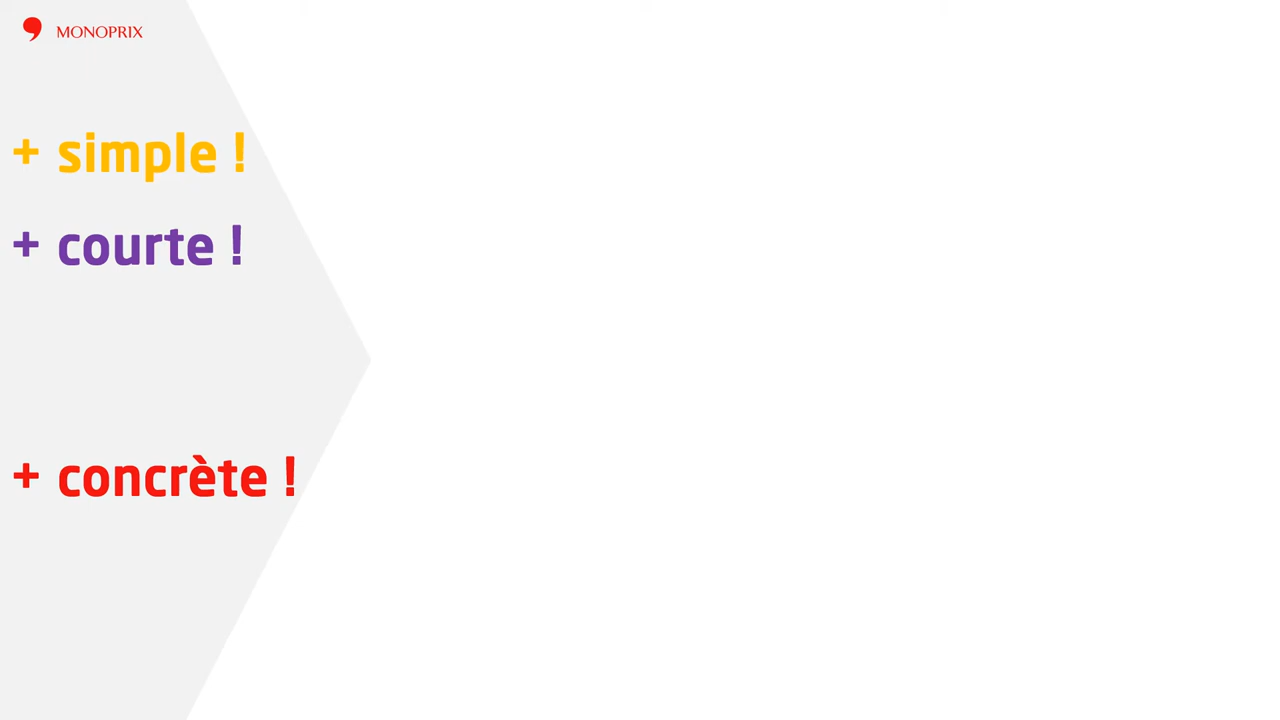 MONOPRIX
+ simple !
+ courte !
+ concrète !